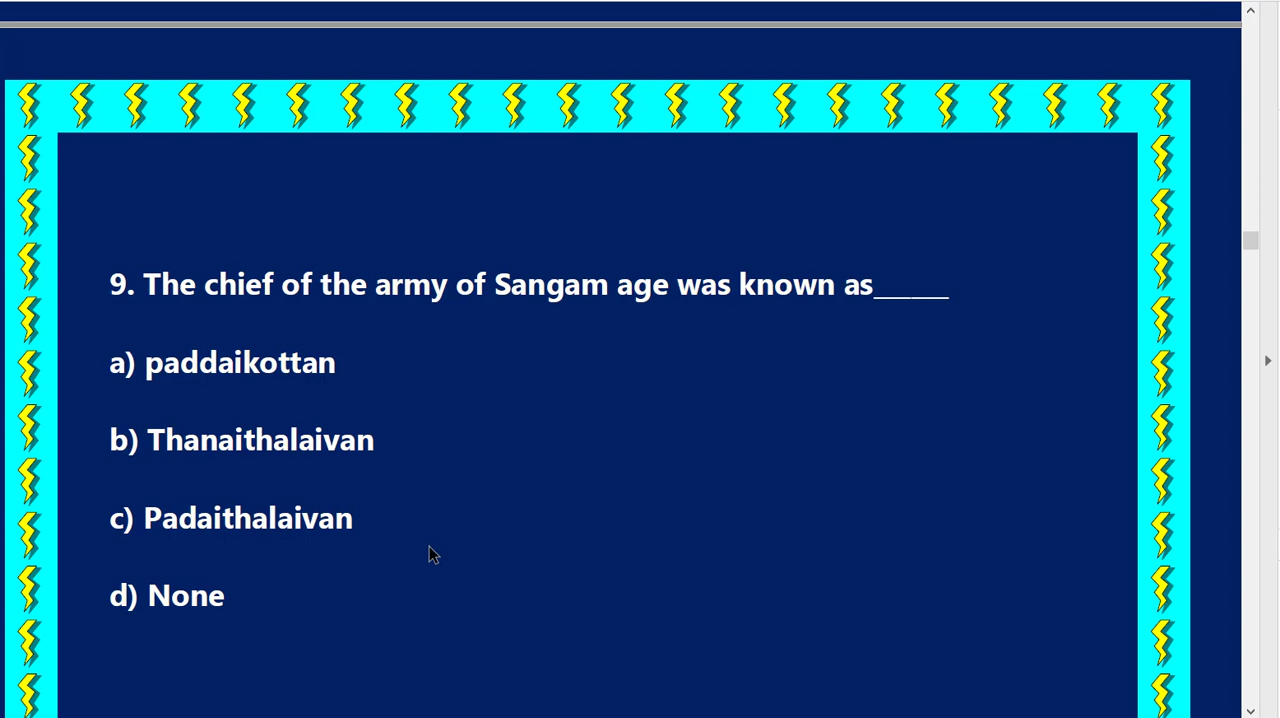 9. The chief of the army of Sangam age was known as______
a) paddaikottan
b) Thanaithalaivan
c) Padaithalaivan
d) None